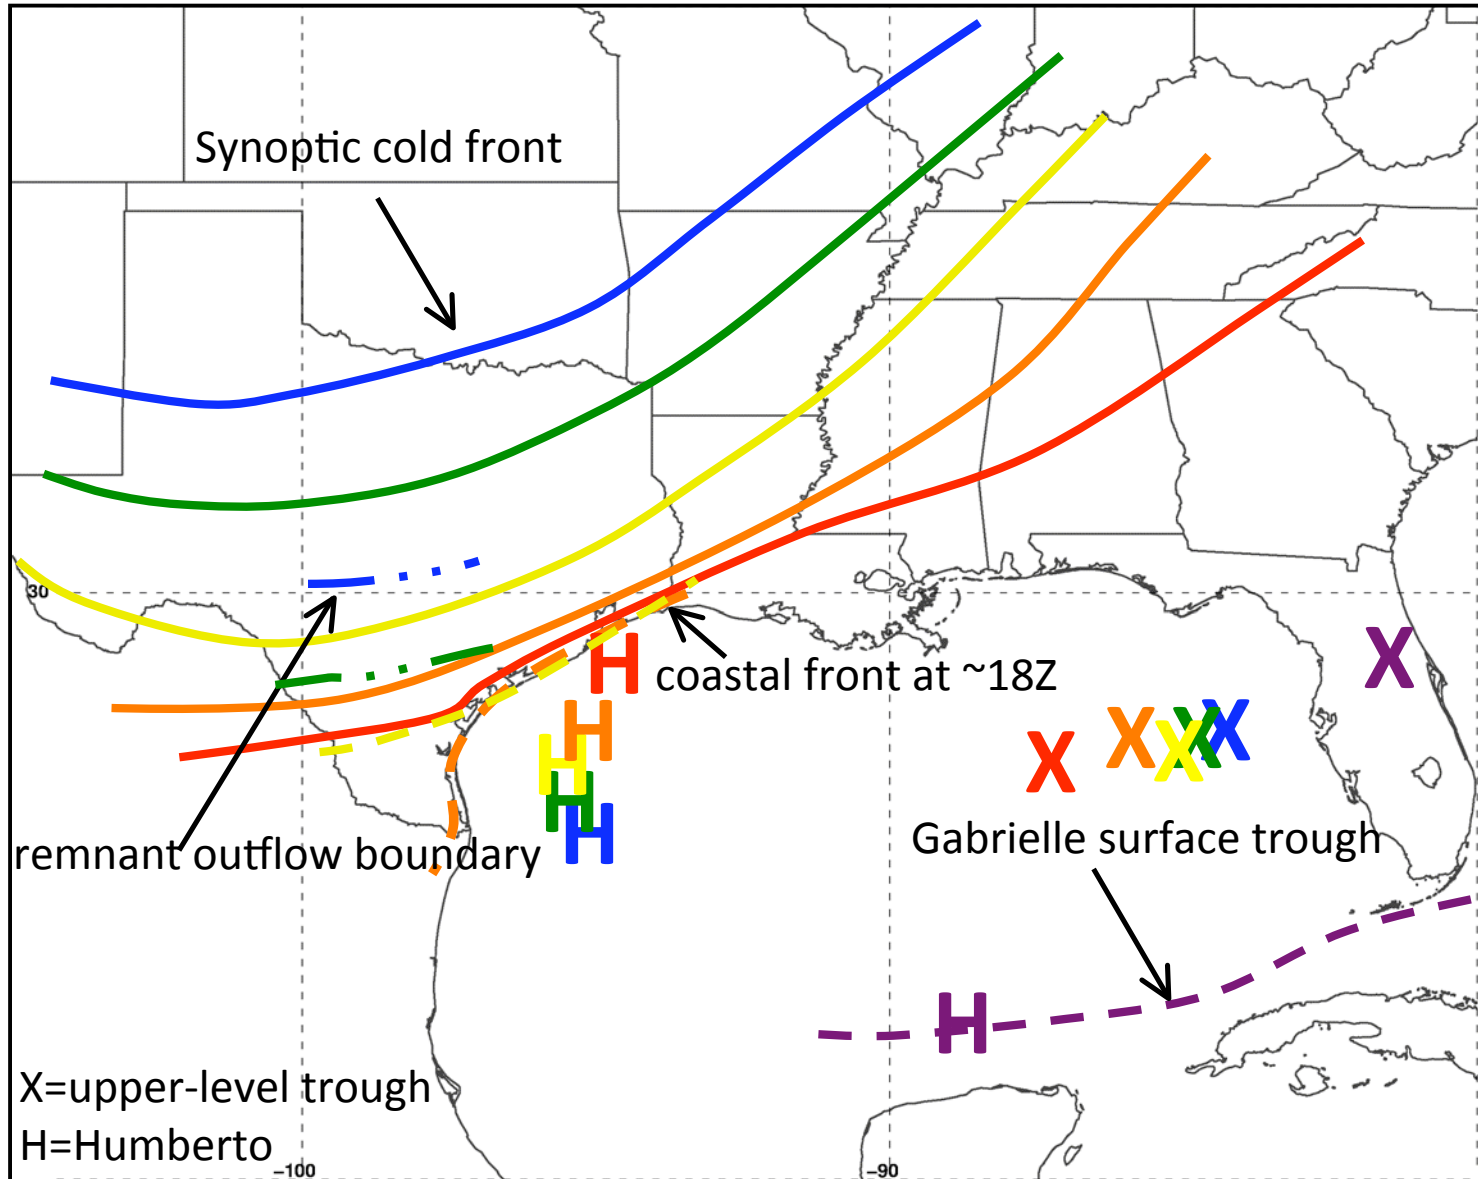 Synoptic cold front
30
H
coastal front at ~18Z
X
H
X
X
X
X
X
H
H
H
remnant outflow boundary
Gabrielle surface trough
H
X=upper-level trough
H=Humberto
−100
−90